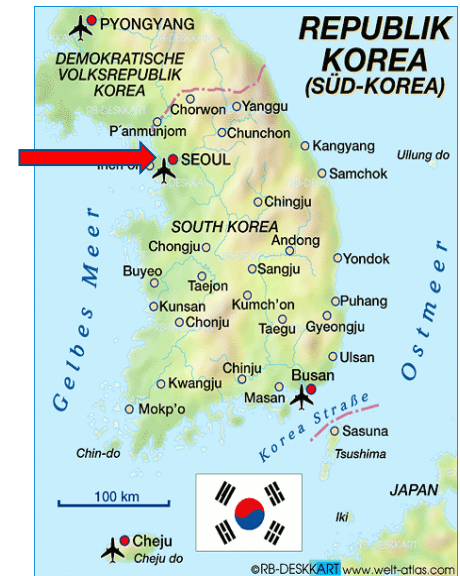 PYONGYANG
REPUBLIK
KOREA
(SÜD-KOREA)
DEMOKRATISCHE
VOLKSREPUBLIK
KOREA
© RB-DESKKART
Chorwon
Yanggu
P´anmunjom
Chunchon
Kangyang
Ullung do
SEOUL
Samchok
Chingju
SOUTH KOREA
Chongju
Andong
Yondok
Buyeo
Taejon
Sangju
Kunsan
Kumch'on
Puhang
Chonju
Taegu
Gyeongju
Ulsan
Chinju
Busan
Kwangju
Masan
Mokp'o
Gelbes Meer
Ostmeer
Korea Straße
Sasuna
Tsushima
Chin-do
100 km
JAPAN
Iki
Cheju
Cheju do
©RB-DESKKART www.welt-atlas.com